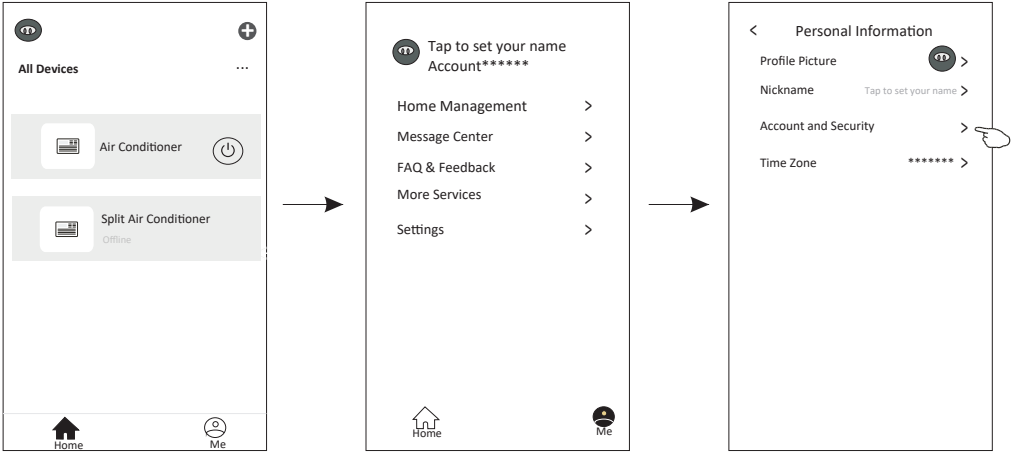 All Devices
...
Air Conditioner
Split Air Conditioner
Offline
Home
Me
Tap to set your name
Account******
Home Management >
Message Center >
FAQ & Feedback >
More Services >
Settings >
Home
Me
< Personal Information
Profile Picture >
Nickname Tap to set your name >
Account and Security >
Time Zone ******* >